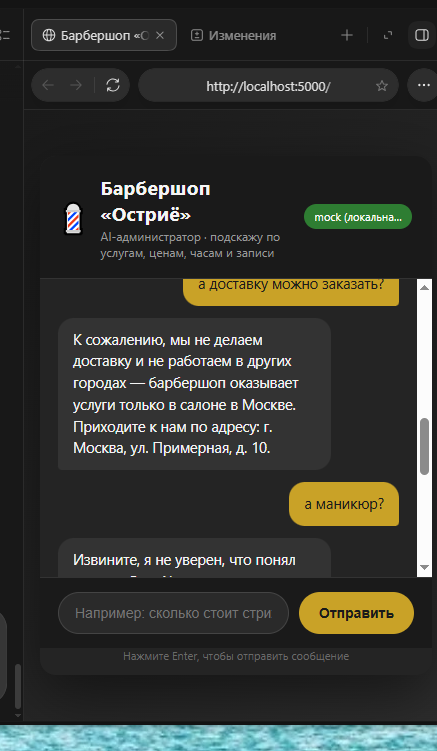 Барбершоп «О
Изменения
http://localhost:5000/
Барбершоп
«Остриё»
AI-администратор · подскажу по
услугам, ценам, часам и записи
mock (локальна...
а доставку можно заказать?
К сожалению, мы не делаем
доставку и не работаем в других
городах — барбершоп оказывает
услуги только в салоне в Москве.
Приходите к нам по адресу: г.
Москва, ул. Примерная, д. 10.
а маникюр?
Извините, я не уверен, что понял
Например: сколько стоит стри
Отправить
Нажмите Enter, чтобы отправить сообщение